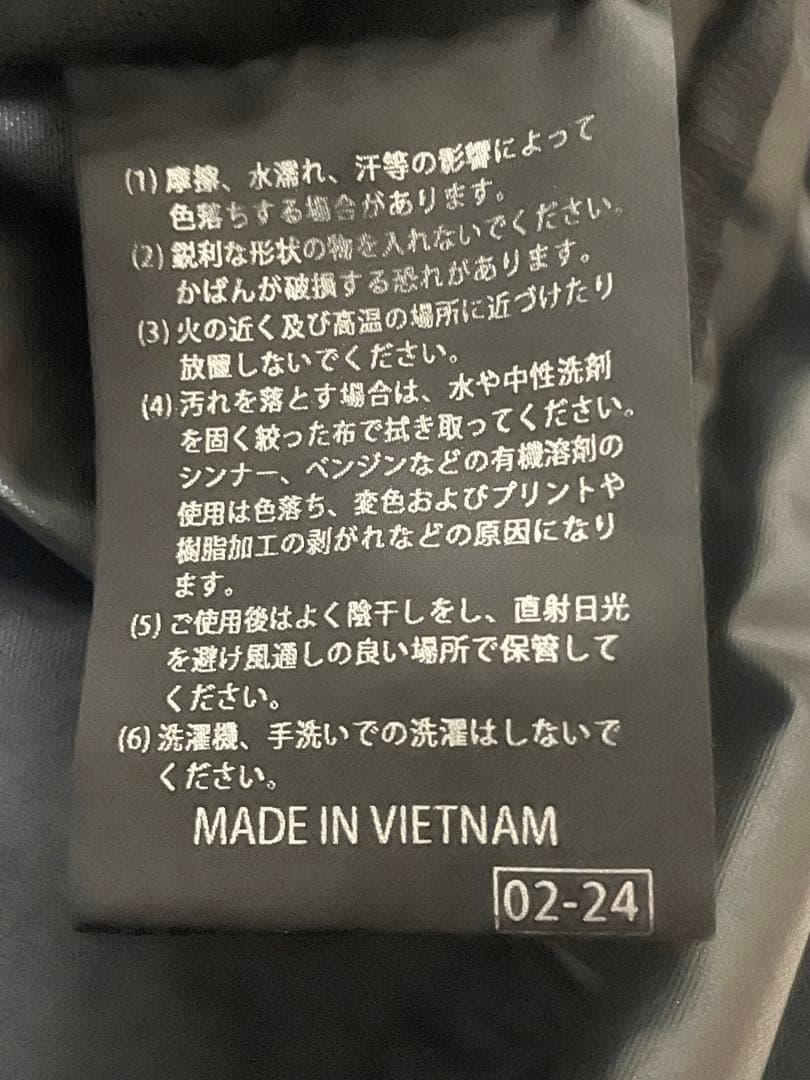 (1) 摩擦、水濡れ、汗等の影響によって
色落ちする場合があります。
(2) 鋭利な形状の物を入れないでください。
かばんが破損する恐れがあります。
(3) 火の近く及び高温の場所に近づけたり
放置しないでください。
(4) 汚れを落とす場合は、水や中性洗剤
を固く絞った布で拭き取ってください。
シンナー、ベンジンなどの有機溶剤の
使用は色落ち、変色およびプリントや
樹脂加工の剥がれなどの原因になり
ます。
(5) ご使用後はよく陰干しをし、直射日光
を避け風通しの良い場所で保管して
ください。
(6) 洗濯機、手洗いでの洗濯はしないで
ください。
MADE IN VIETNAM
02-24